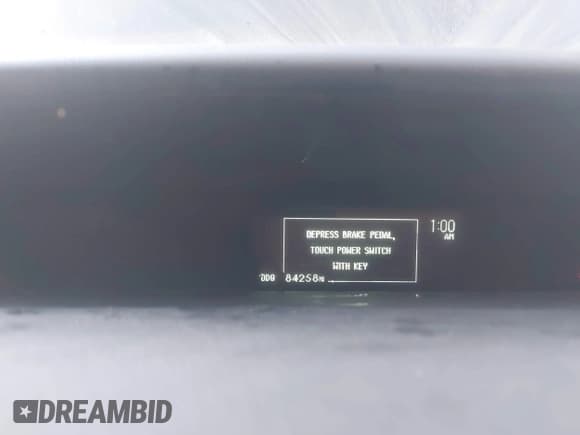 DEPRESS BRAKE PEDAL,
TOUCH POWER SWITCH
WITH KEY
1:00
AM
ODO 84258
DREAMBID